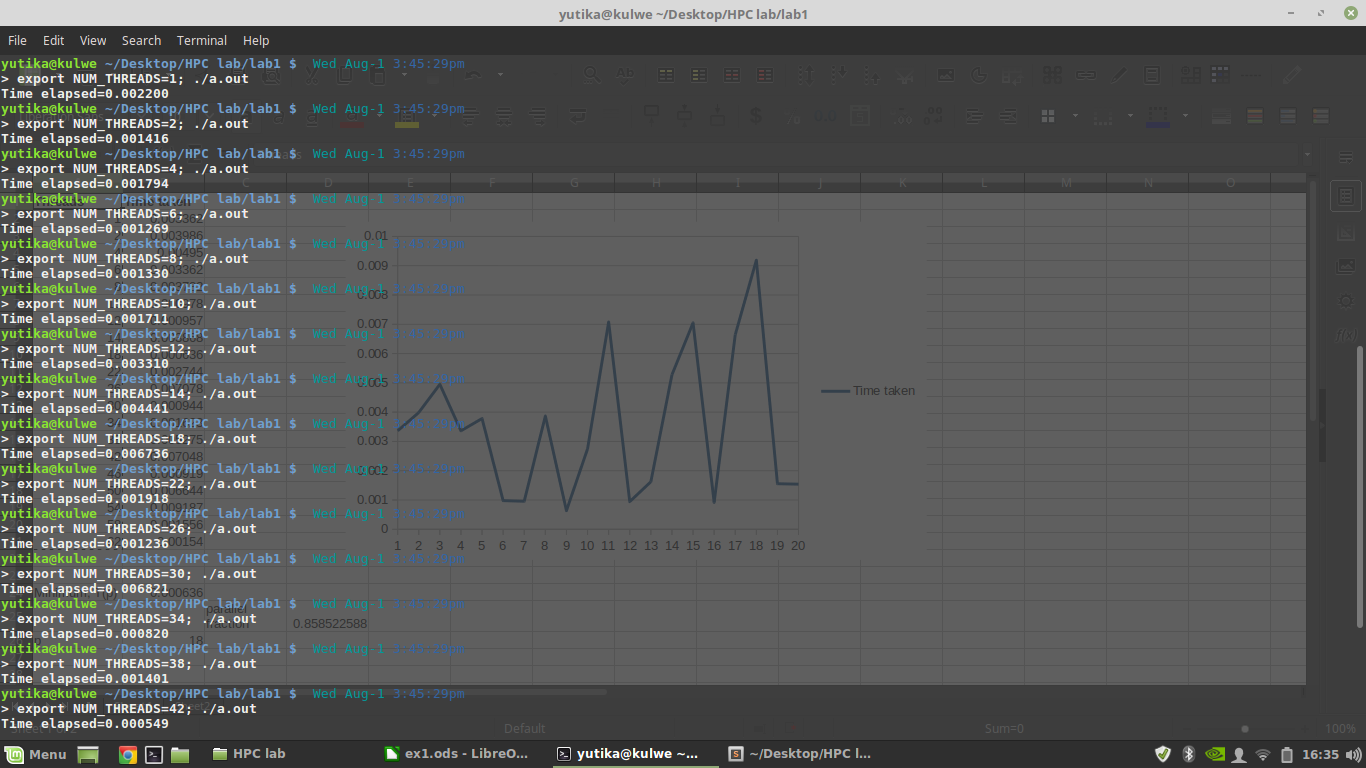 yutika@kulwe ~/Desktop/HPC lab/lab1
File Edit View Search Terminal Help
yutika@kulwe ~/Desktop/HPC lab/lab1 $ Wed Aug-1 3:45:29pm
> export NUM_THREADS=1; ./a.out
Time elapsed=0.002200
yutika@kulwe ~/Desktop/HPC lab/lab1 $ Wed Aug-1 3:45:29pm
> export NUM_THREADS=2; ./a.out
Time elapsed=0.001416
yutika@kulwe ~/Desktop/HPC lab/lab1 $ Wed Aug-1 3:45:29pm
> export NUM_THREADS=4; ./a.out
Time elapsed=0.001794
yutika@kulwe ~/Desktop/HPC lab/lab1 $ Wed Aug-1 3:45:29pm
> export NUM_THREADS=6; ./a.out
Time elapsed=0.001269
yutika@kulwe ~/Desktop/HPC lab/lab1 $ Wed Aug-1 3:45:29pm
> export NUM_THREADS=8; ./a.out
Time elapsed=0.001330
yutika@kulwe ~/Desktop/HPC lab/lab1 $ Wed Aug-1 3:45:29pm
> export NUM_THREADS=10; ./a.out
Time elapsed=0.001711
yutika@kulwe ~/Desktop/HPC lab/lab1 $ Wed Aug-1 3:45:29pm
> export NUM_THREADS=12; ./a.out
Time elapsed=0.003310
yutika@kulwe ~/Desktop/HPC lab/lab1 $ Wed Aug-1 3:45:29pm
> export NUM_THREADS=14; ./a.out
Time elapsed=0.004441
yutika@kulwe ~/Desktop/HPC lab/lab1 $ Wed Aug-1 3:45:29pm
> export NUM_THREADS=18; ./a.out
Time elapsed=0.006736
yutika@kulwe ~/Desktop/HPC lab/lab1 $ Wed Aug-1 3:45:29pm
> export NUM_THREADS=22; ./a.out
Time elapsed=0.001918
yutika@kulwe ~/Desktop/HPC lab/lab1 $ Wed Aug-1 3:45:29pm
> export NUM_THREADS=26; ./a.out
Time elapsed=0.001236
yutika@kulwe ~/Desktop/HPC lab/lab1 $ Wed Aug-1 3:45:29pm
> export NUM_THREADS=30; ./a.out
Time elapsed=0.006821
yutika@kulwe ~/Desktop/HPC lab/lab1 $ Wed Aug-1 3:45:29pm
> export NUM_THREADS=34; ./a.out
Time elapsed=0.000820
yutika@kulwe ~/Desktop/HPC lab/lab1 $ Wed Aug-1 3:45:29pm
> export NUM_THREADS=38; ./a.out
Time elapsed=0.001401
yutika@kulwe ~/Desktop/HPC lab/lab1 $ Wed Aug-1 3:45:29pm
> export NUM_THREADS=42; ./a.out
Time elapsed=0.000549
C D E F G H I J K L M N O
0.01
0.009
0.008
0.007
0.006
0.005
0.004
0.003
0.002
0.001
0
1 2 3 4 5 6 7 8 9 10 11 12 13 14 15 16 17 18 19 20
Time taken
0.000636
parallel
fraction 0.858522588
18
Default Sum=0 100%
Menu HPC lab ex1.ods - LibreO... yutika@kulwe ~... ~/Desktop/HPC l... 16:35